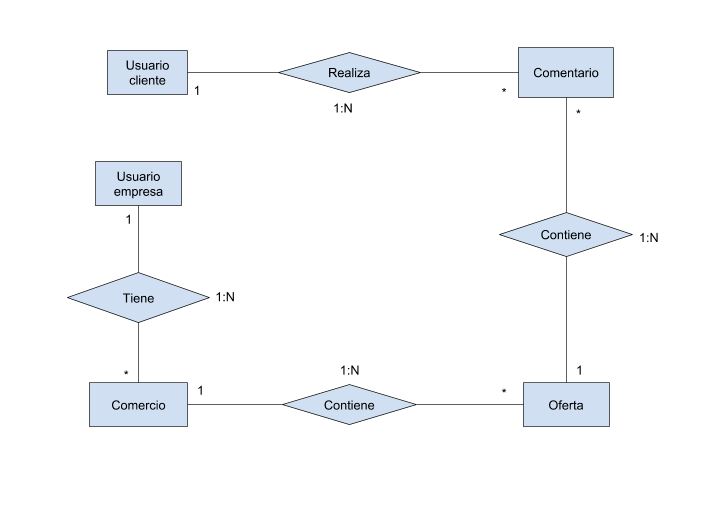 Usuario
cliente
1
Realiza
1:N
*
Comentario
*
Usuario
empresa
1
Contiene
1:N
Tiene
1:N
*
1
Comercio
1
1:N
Contiene
*
Oferta